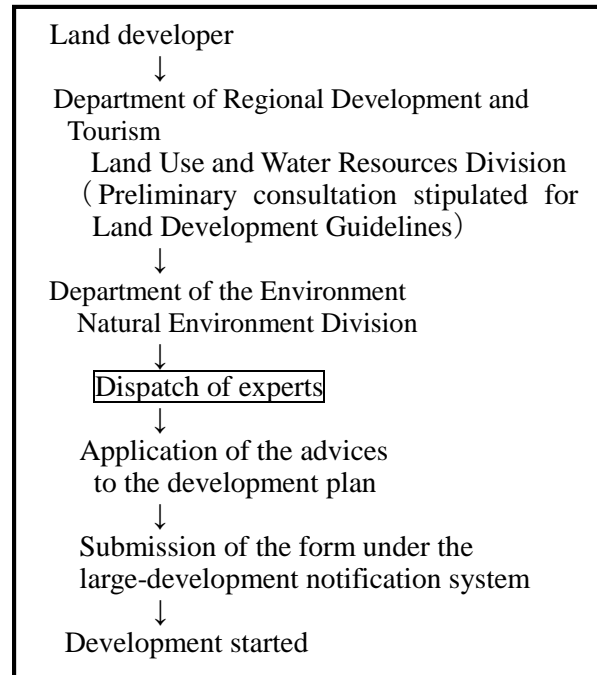 Land developer
↓
Department of Regional Development and
Tourism
Land Use and Water Resources Division
（Preliminary consultation stipulated for
Land Development Guidelines）
↓
Department of the Environment
Natural Environment Division
↓
Dispatch of experts
↓
Application of the advices
to the development plan
↓
Submission of the form under the
large-development notification system
↓
Development started